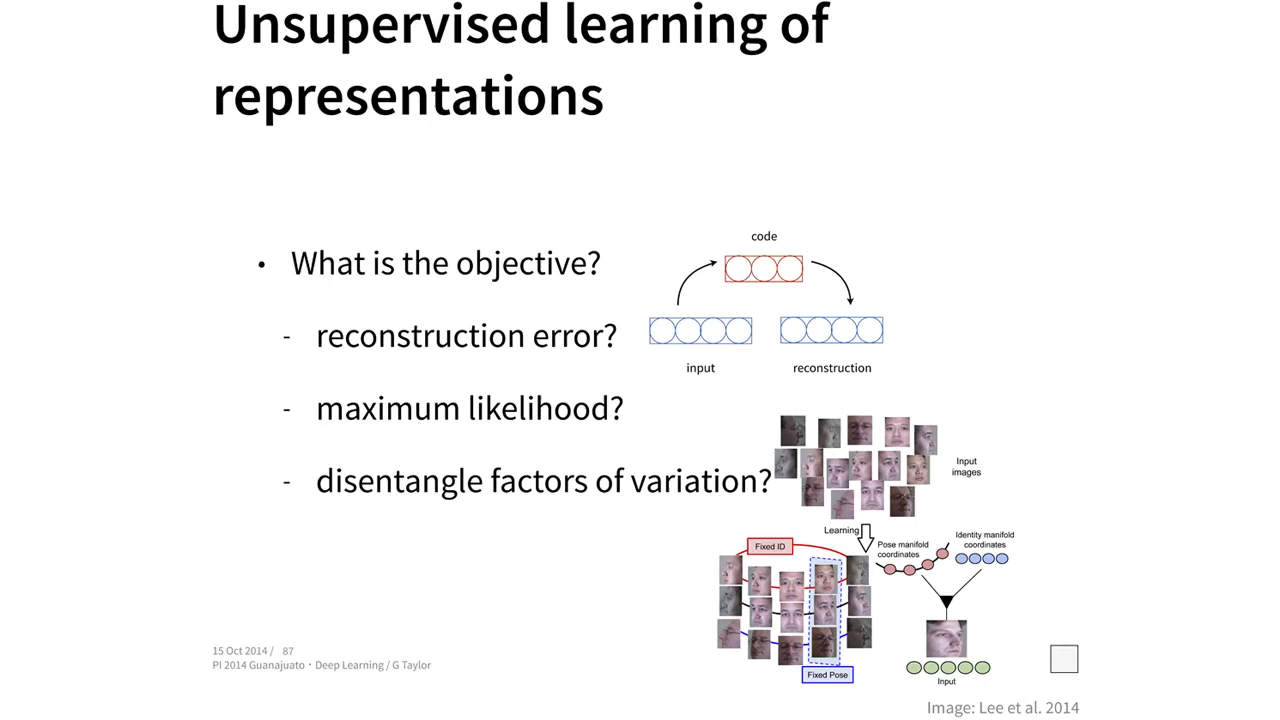 Unsupervised learning of
representations
• What is the objective?
- reconstruction error?
- maximum likelihood?
- disentangle factors of variation?
code
input
reconstruction
Input
images
Learning
Fixed ID
Pose manifold
coordinates
Identity manifold
coordinates
Fixed Pose
Input
15 Oct 2014 / 87
PI 2014 Guanajuato · Deep Learning / G Taylor
Image: Lee et al. 2014